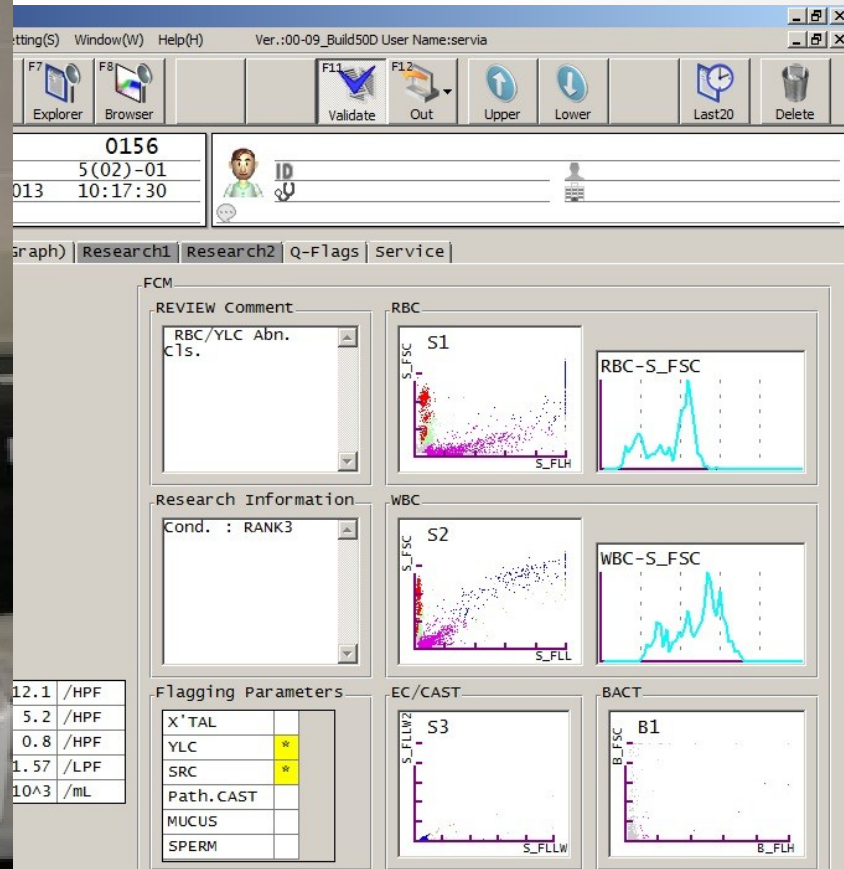 etting(S) Window(W) Help(H) Ver.:00-09_Build50D User Name:servia
F7 F8 F11 F12
Explorer Browser Validate Out Upper Lower Last20 Delete
0156
5(02)-01
013 10:17:30
ID
Graph) Research1 Research2 Q-Flags Service
FCM
REVIEW Comment
RBC/YLC Abn.
Cls.
RBC
S1
S_FSC
S_FLH
RBC-S_FSC
Research Information
Cond. : RANK3
WBC
S2
S_FSC
S_FLL
WBC-S_FSC
12.1 /HPF
5.2 /HPF
0.8 /HPF
1.57 /LPF
10^3 /mL
Flagging Parameters
X'TAL
YLC *
SRC *
Path.CAST
MUCUS
SPERM
EC/CAST
S3
S_FLLW2
S_FLLW
BACT
B1
B_FSC
B_FLH